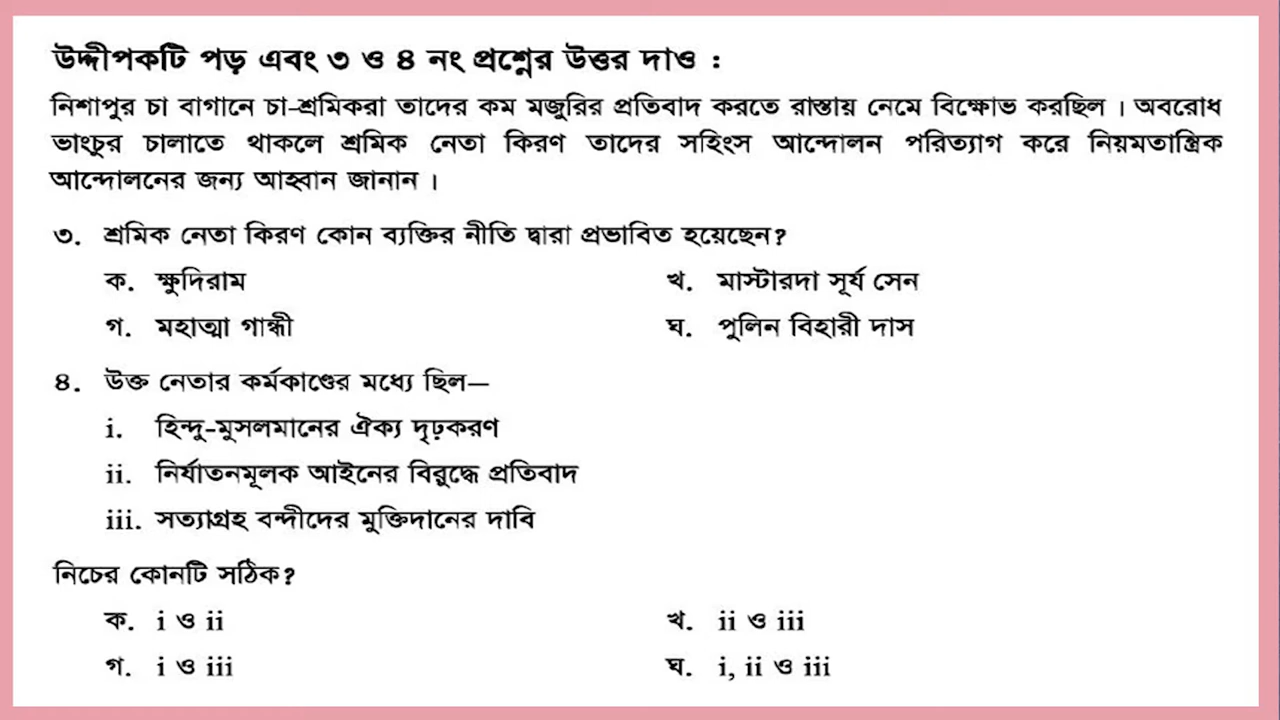 উদ্দীপকটি পড় এবং ৩ ও ৪ নং প্রশ্নের উত্তর দাও :
নিশাপুর চা বাগানে চা-শ্রমিকরা তাদের কম মজুরির প্রতিবাদ করতে রাস্তায় নেমে বিক্ষোভ করছিল। অবরোধ
ভাংচুর চালাতে থাকলে শ্রমিক নেতা কিরণ তাদের সহিংস আন্দোলন পরিত্যাগ করে নিয়মতান্ত্রিক
আন্দোলনের জন্য আহ্বান জানান।
৩. শ্রমিক নেতা কিরণ কোন ব্যক্তির নীতি দ্বারা প্রভাবিত হয়েছেন?
ক. ক্ষুদিরাম খ. মাস্টারদা সূর্য সেন
গ. মহাত্মা গান্ধী ঘ. পুলিন বিহারী দাস
৪. উক্ত নেতার কর্মকাণ্ডের মধ্যে ছিল—
i. হিন্দু-মুসলমানের ঐক্য দৃঢ়করণ
ii. নির্যাতনমূলক আইনের বিরুদ্ধে প্রতিবাদ
iii. সত্যাগ্রহ বন্দীদের মুক্তিদানের দাবি
নিচের কোনটি সঠিক?
ক. i ও ii খ. ii ও iii
গ. i ও iii ঘ. i, ii ও iii